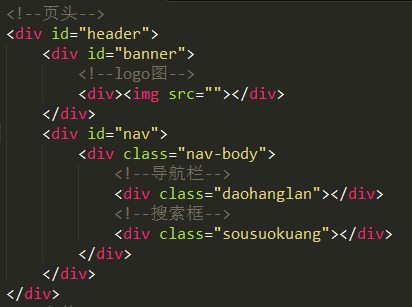 <!--页头-->
<div id="header">
<div id="banner">
<!--logo图-->
<div><img src=""></div>
</div>
<div id="nav">
<div class="nav-body">
<!--导航栏-->
<div class="daohanglan"></div>
<!--搜索框-->
<div class="sousuokuang"></div>
</div>
</div>
</div>